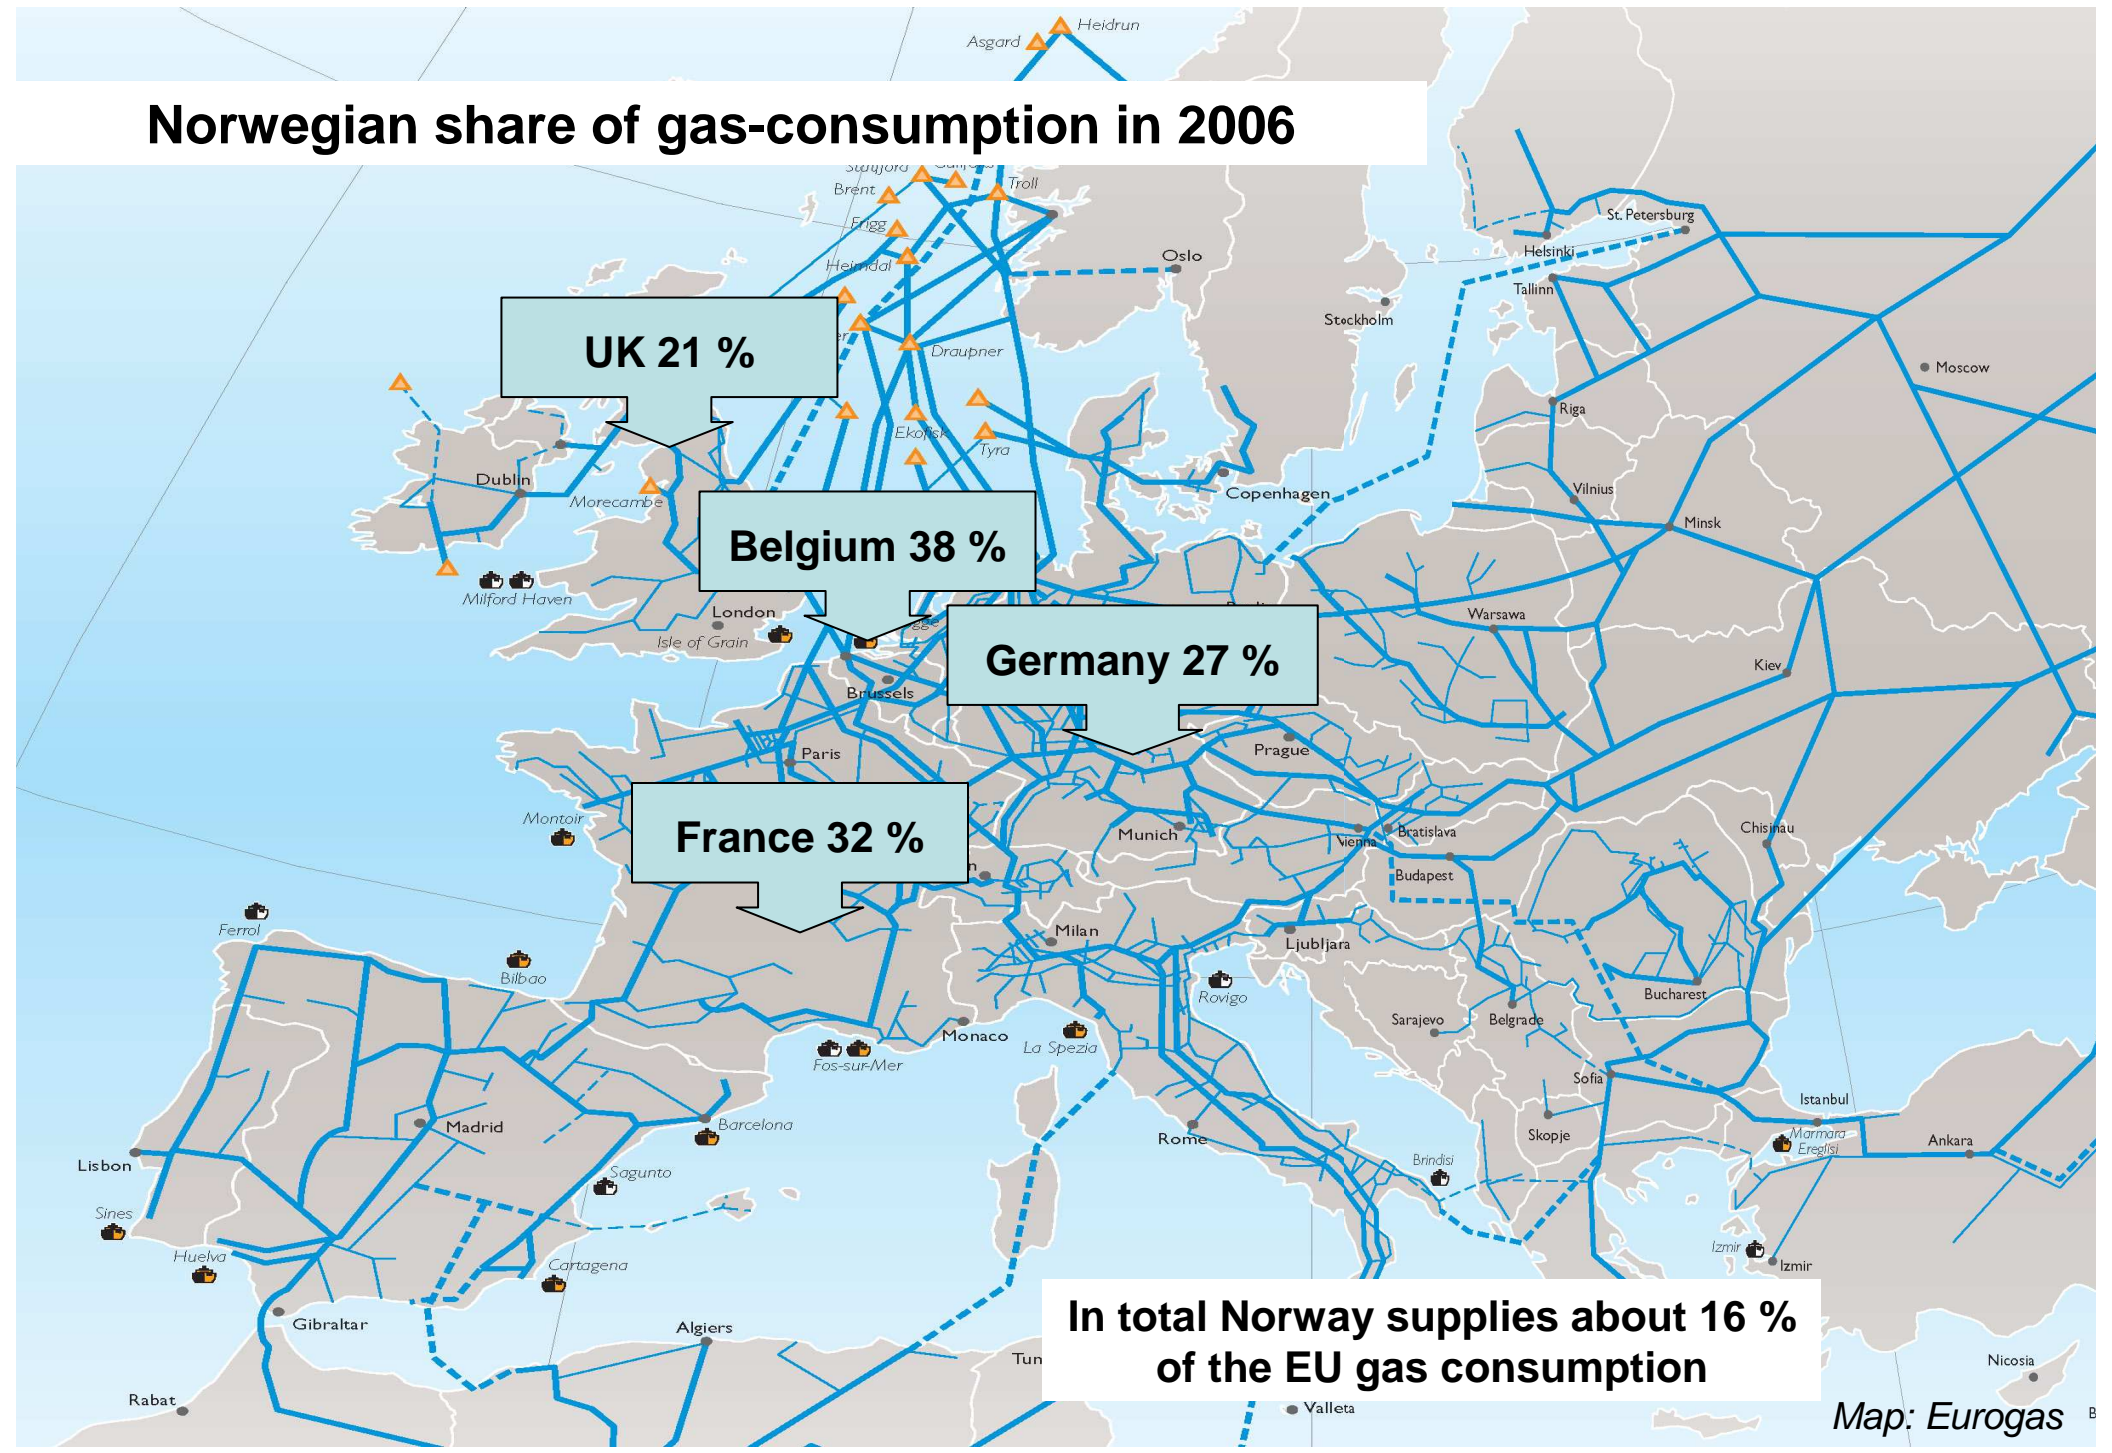 Heidrun
Asgard
Norwegian share of gas-consumption in 2006
Troll
Brent
Frigg
St. Petersburg
Helsinki
Oslo
Heimdal
Tallinn
Stockholm
UK 21 %
Draupner
Moscow
Riga
Ekofisk
Tyra
Dublin
Morecambe
Copenhagen
Vilnius
Minsk
Belgium 38 %
Milford Haven
London
Isle of Grain
Warsawa
Germany 27 %
Kiev
Brussels
Paris
Prague
Montoir
France 32 %
Munich
Vienna
Bratislava
Chisinau
Budapest
Ferrol
Milan
Ljubljara
Bilbao
Rovigo
Bucharest
Sarajevo
Belgrade
Monaco
La Spezia
Fos-sur-Mer
Sofia
Istanbul
Madrid
Barcelona
Rome
Skopje
Marmara
Ereglisi
Ankara
Lisbon
Sagunto
Brindisi
Sines
Huelva
Cartagena
Izmir
Izmir
Gibraltar
Algiers
In total Norway supplies about 16 %
of the EU gas consumption
Tun
Nicosia
Rabat
Valleta
Map: Eurogas